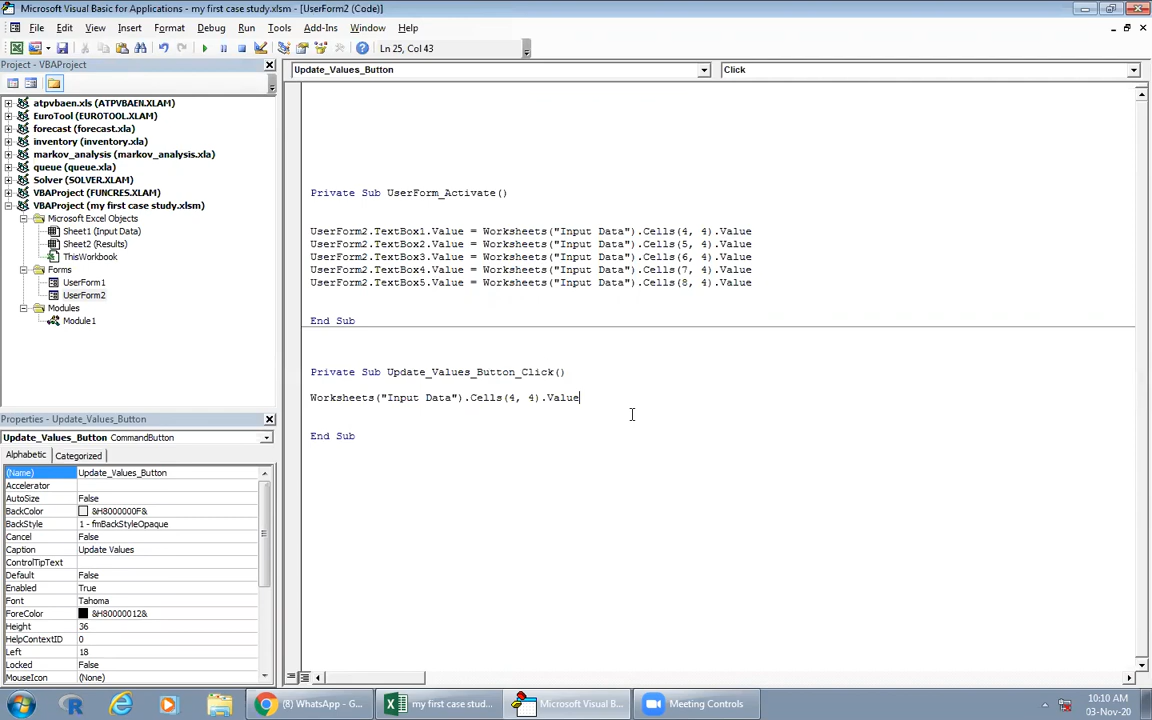 Microsoft Visual Basic for Applications - my first case study.xlsm - [UserForm2 (Code)]
File Edit View Insert Format Debug Run Tools Add-Ins Window Help
Ln 25, Col 43
Project - VBAProject
Update_Values_Button Click
atpvbaen.xls (ATPVBAEN.XLAM)
EuroTool (EUROTOOL.XLAM)
forecast (forecast.xla)
inventory (inventory.xla)
markov_analysis (markov_analysis.xla)
queue (queue.xla)
Solver (SOLVER.XLAM)
VBAProject (FUNCRES.XLAM)
VBAProject (my first case study.xlsm)
Microsoft Excel Objects
Sheet1 (Input Data)
Sheet2 (Results)
ThisWorkbook
Forms
UserForm1
UserForm2
Modules
Module1
Private Sub UserForm_Activate()
UserForm2.TextBox1.Value = Worksheets("Input Data").Cells(4, 4).Value
UserForm2.TextBox2.Value = Worksheets("Input Data").Cells(5, 4).Value
UserForm2.TextBox3.Value = Worksheets("Input Data").Cells(6, 4).Value
UserForm2.TextBox4.Value = Worksheets("Input Data").Cells(7, 4).Value
UserForm2.TextBox5.Value = Worksheets("Input Data").Cells(8, 4).Value
End Sub
Private Sub Update_Values_Button_Click()
Worksheets("Input Data").Cells(4, 4).Value
End Sub
Properties - Update_Values_Button
Update_Values_Button CommandButton
Alphabetic Categorized
(Name) Update_Values_Button
Accelerator
AutoSize False
BackColor &H8000000F&
BackStyle 1 - fmBackStyleOpaque
Cancel False
Caption Update Values
ControlTipText
Default False
Enabled True
Font Tahoma
ForeColor &H80000012&
Height 36
HelpContextID 0
Left 18
Locked False
MouseIcon (None)
(8) WhatsApp - G...
my first case stud...
Microsoft Visual B...
Meeting Controls
10:10 AM
03-Nov-20